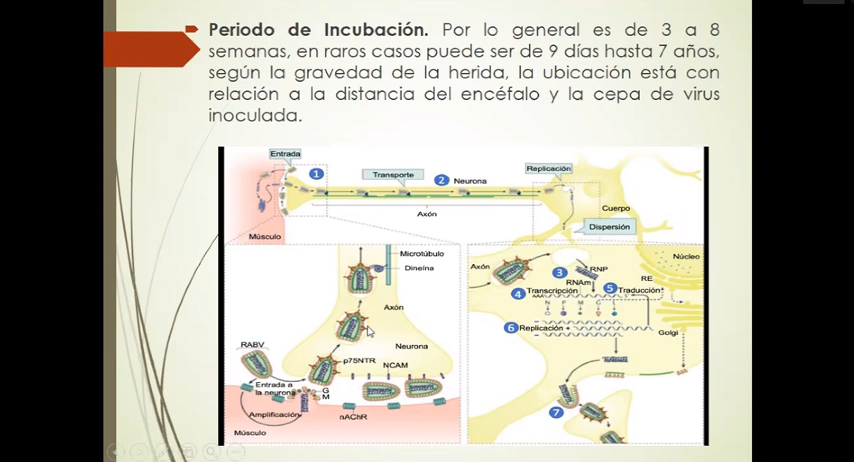 Periodo de Incubación. Por lo general es de 3 a 8
semanas, en raros casos puede ser de 9 días hasta 7 años,
según la gravedad de la herida, la ubicación está con
relación a la distancia del encéfalo y la cepa de virus
inoculada.
Entrada
1
Transporte
2 Neurona
Replicación
Axón
Cuerpo
Dispersión
Músculo
Microtúbulo
Dineína
Axón
Neurona
RABV
p75NTR
NCAM
Entrada a
la neurona
G
M
Amplificación
nAChR
Músculo
Núcleo
Axón
3
RNP
RE
RNAm
4 Transcripción
5 Traducción
AAA
N P M G L
6 Replicación +
Golgi
7